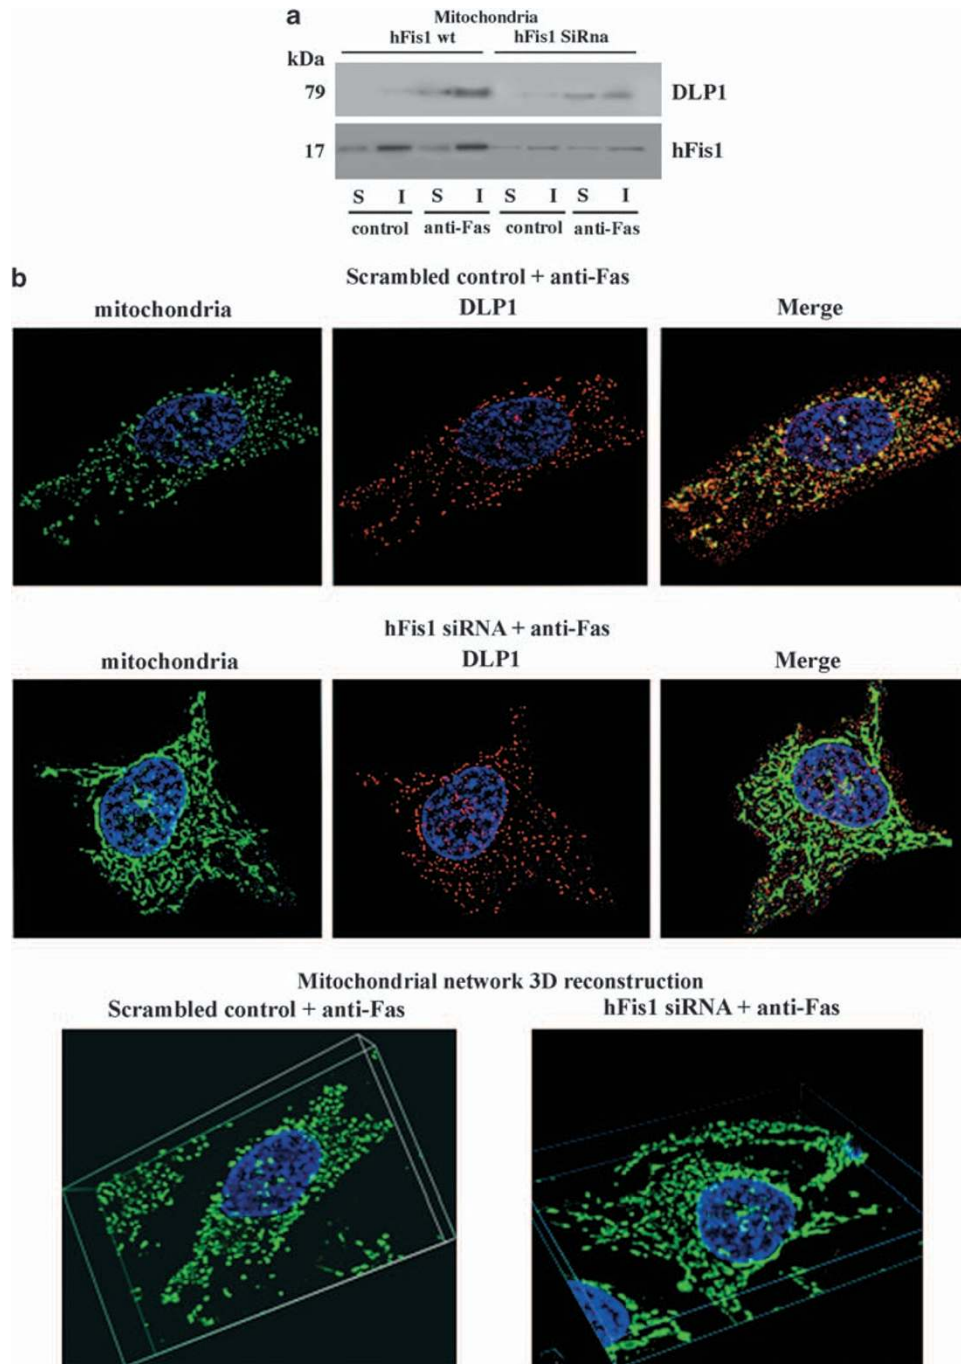 a
Mitochondria
hFis1 wt hFis1 SiRna
kDa
79 DLP1
17 hFis1
S I S I S I S I
control anti-Fas control anti-Fas
b
Scrambled control + anti-Fas
mitochondria DLP1 Merge
hFis1 siRNA + anti-Fas
mitochondria DLP1 Merge
Mitochondrial network 3D reconstruction
Scrambled control + anti-Fas hFis1 siRNA + anti-Fas